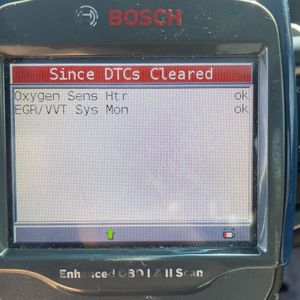 BOSCH
Since DTCs Cleared
Oxygen Sens Htr ok
EGR/VVT Sys Mon ok
Enhanced OBD I & II Scan